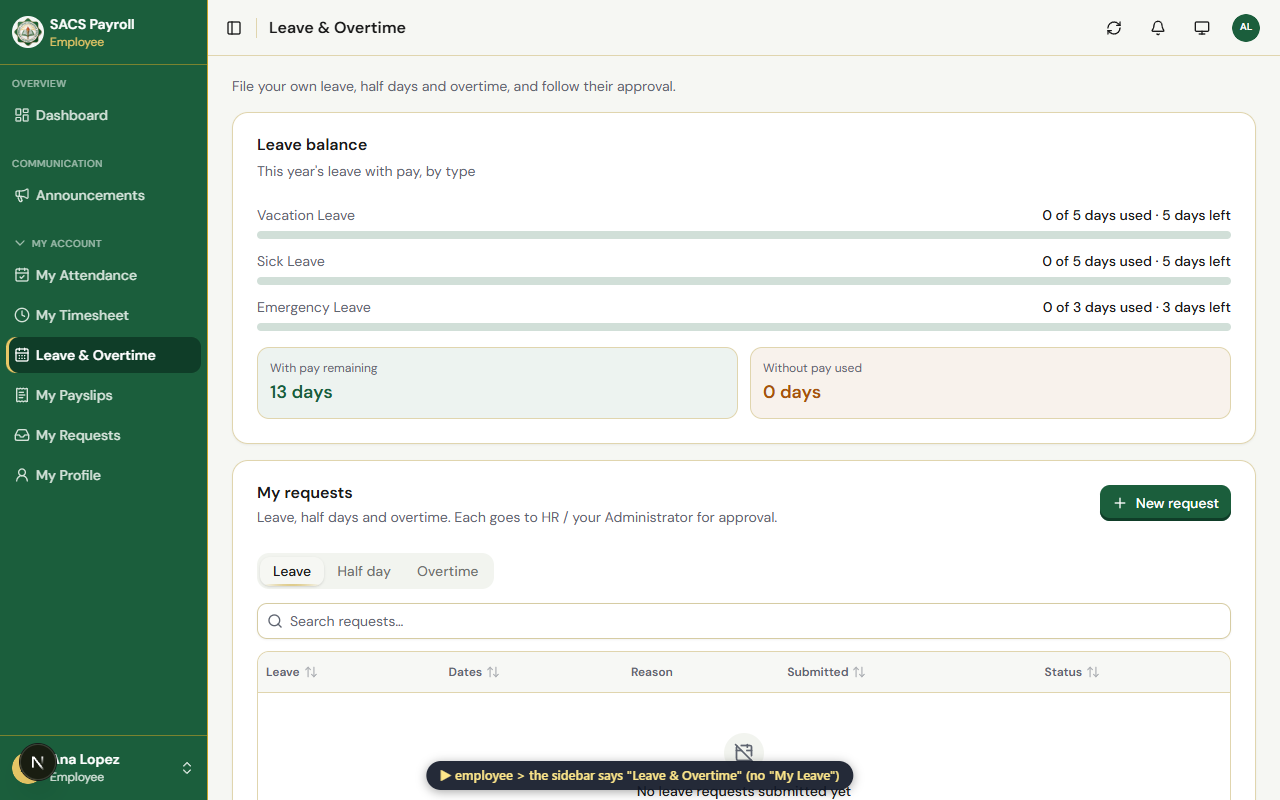 SACS Payroll
Employee
OVERVIEW
Dashboard
COMMUNICATION
Announcements
MY ACCOUNT
My Attendance
My Timesheet
Leave & Overtime
My Payslips
My Requests
My Profile
N
Ana Lopez
Employee
Leave & Overtime
AL
File your own leave, half days and overtime, and follow their approval.
Leave balance
This year's leave with pay, by type
Vacation Leave 0 of 5 days used · 5 days left
Sick Leave 0 of 5 days used · 5 days left
Emergency Leave 0 of 3 days used · 3 days left
With pay remaining
13 days
Without pay used
0 days
My requests
Leave, half days and overtime. Each goes to HR / your Administrator for approval.
New request
Leave Half day Overtime
Search requests...
Leave Dates Reason Submitted Status
▶ employee > the sidebar says "Leave & Overtime" (no "My Leave")
No leave requests submitted yet